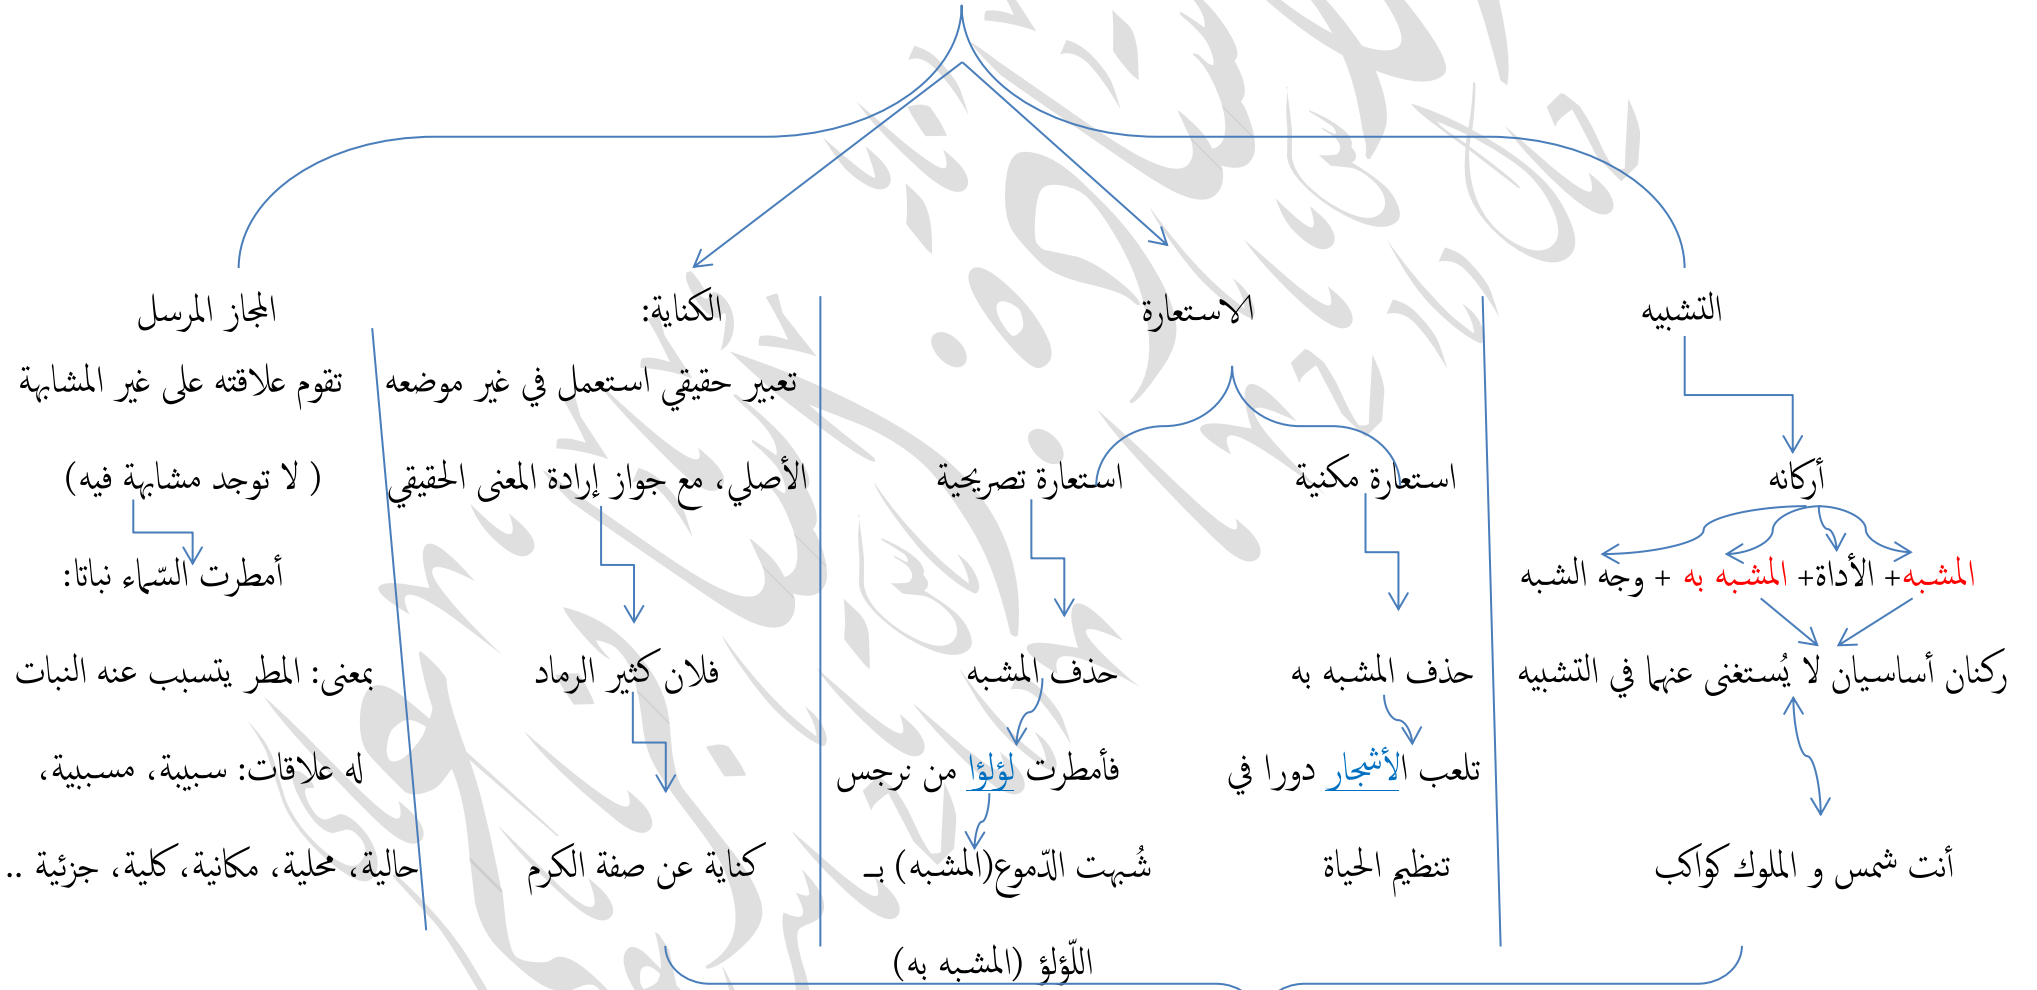 التشبيه
أركانه
المشبه+ الأداة+ المشبه به + وجه الشبه
ركنان أساسيان لا يُستغنى عنهما في التشبيه
أنت شمس و الملوك كواكب
الاستعارة
استعارة مكنية
حذف المشبه به
تلعب الأشجار دورا في
تنظيم الحياة
استعارة تصريحية
حذف المشبه
فأمطرت لؤلؤا من نرجس
شُبهت الدّموع(المشبه) بـ
اللّؤلؤ (المشبه به)
الكناية:
تعبير حقيقي استعمل في غير موضعه
الأصلي، مع جواز إرادة المعنى الحقيقي
فلان كثير الرماد
كناية عن صفة الكرم
المجاز المرسل
تقوم علاقته على غير المشابهة
( لا توجد مشابهة فيه)
أمطرت السّماء نباتا:
بمعنى: المطر يتسبب عنه النبات
له علاقات: سببية، مسببية،
حالية، محلية، مكانية، كلية، جزئية ..